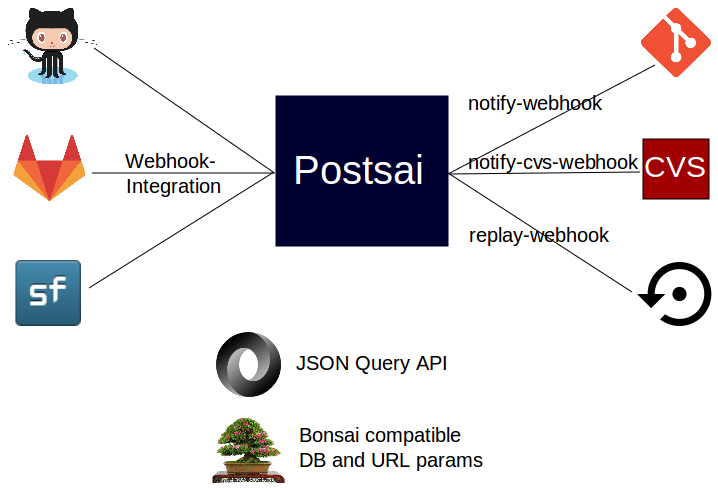 notify-webhook
Webhook-
Integration
Postsai
notify-cvs-webhook
CVS
replay-webhook
sf
JSON Query API
Bonsai compatible
DB and URL params